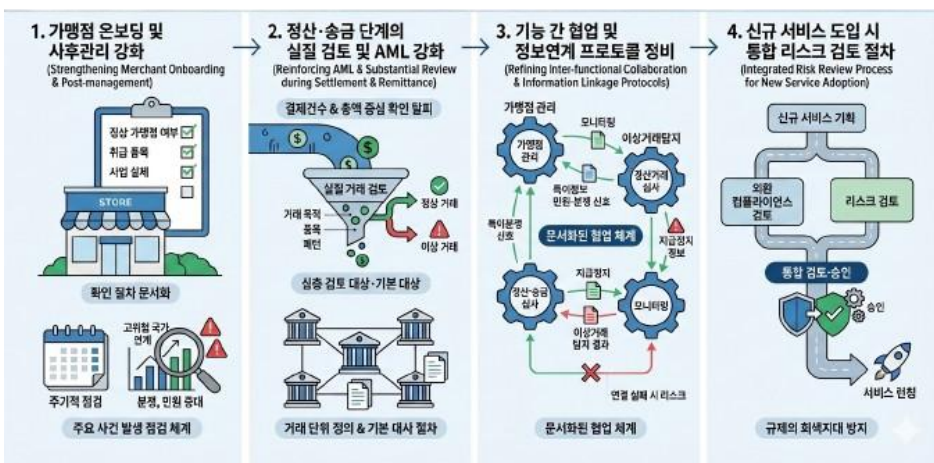 1. 가맹점 온보딩 및
사후관리 강화
(Strengthening Merchant Onboarding
& Post-management)
징상 가맹점 여부
취급 품목
사업 실체
STORE
확인 절차 문서화
고위험 국가
연계
주기적 점검
분쟁, 민원 증대
주요 사건 발생 점검 체계
2. 정산·송금 단계의
실질 검토 및 AML 강화
(Reinforcing AML & Substantial Review
during Settlement & Remittance)
결제건수 & 총액 중심 확인 탈피
실질 거래 검토
거래 목적
품목
패턴
정상 거래
이상 거래
심층 검토 대상·기본 대상
거래 단위 정의 & 기본 대사 절차
3. 기능 간 협업 및
정보연계 프로토콜 정비
(Refining Inter-functional Collaboration
& Information Linkage Protocols)
가맹점 관리
모니터링
이상거래탐지
가맹점
관리
경산거래
심사
특이정보
민원·분쟁 신호
특이분쟁
신호
문서화된 협업 체계
지급정지
정보
지급정지
정산·송금
심사
모니터링
이상거래
탐지 결과
연결 실패 시 리스크
문서화된 협업 체계
4. 신규 서비스 도입 시
통합 리스크 검토 절차
(Integrated Risk Review Process
for New Service Adoption)
신규 서비스 기획
외환
컴플라이언스
검토
리스크 검토
통합 검토·승인
승인
서비스 런칭
규제의 회색지대 방지